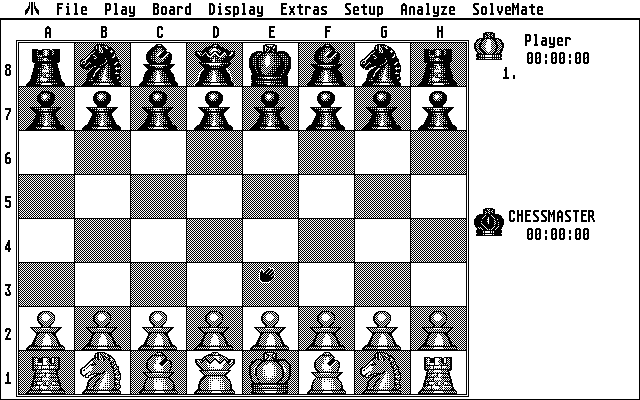 File Play Board Display Extras Setup Analyze SolveMate
A B C D E F G H
Player
00:00:00
1.
8
7
6
5
CHESSMASTER
00:00:00
4
3
2
1